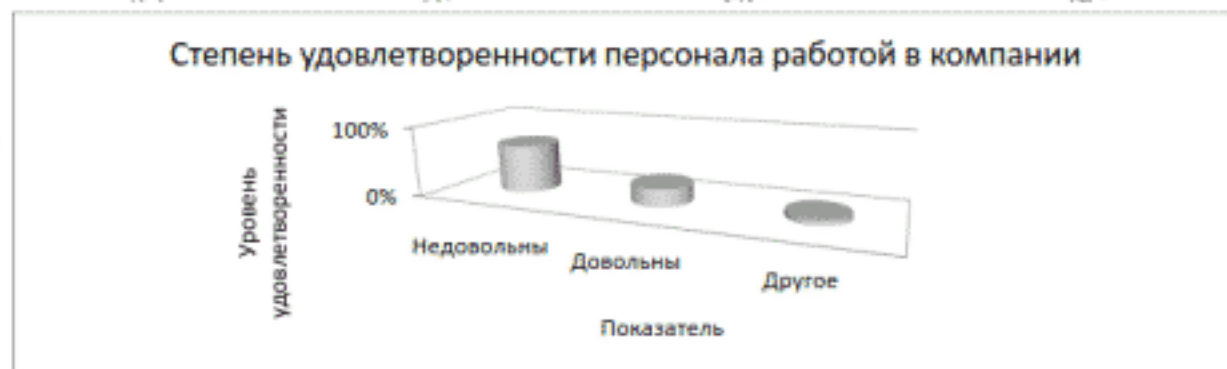 Степень удовлетворенности персонала работой в компании
Уровень
удовлетворенности
100%
0%
Недовольны
Довольны
Другое
Показатель